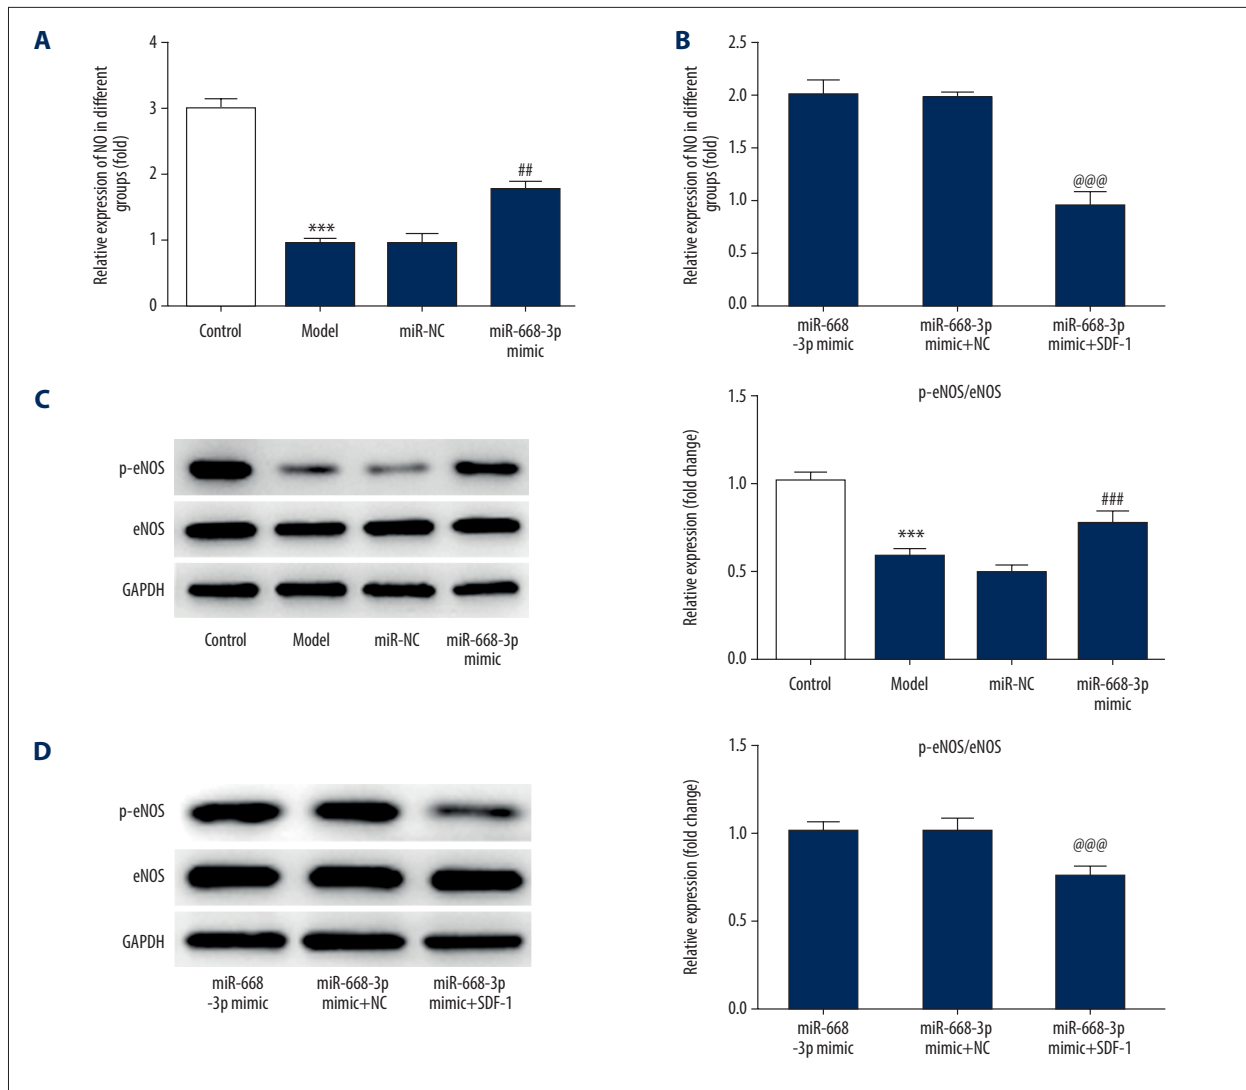 A
Relative expression of NO in different
groups (fold)
4
3
2
1
0
***
##
Control
Model
miR-NC
miR-668-3p
mimic
B
Relative expression of NO in different
groups (fold)
2.5
2.0
1.5
1.0
0.5
0.0
@@@
miR-668
-3p mimic
miR-668-3p
mimic+NC
miR-668-3p
mimic+SDF-1
C
p-eNOS
eNOS
GAPDH
Control
Model
miR-NC
miR-668-3p
mimic
p-eNOS/eNOS
Relative expression (fold change)
1.5
1.0
0.5
0.0
***
###
Control
Model
miR-NC
miR-668-3p
mimic
D
p-eNOS
eNOS
GAPDH
miR-668
-3p mimic
miR-668-3p
mimic+NC
miR-668-3p
mimic+SDF-1
p-eNOS/eNOS
Relative expression (fold change)
1.5
1.0
0.5
0.0
@@@
miR-668
-3p mimic
miR-668-3p
mimic+NC
miR-668-3p
mimic+SDF-1